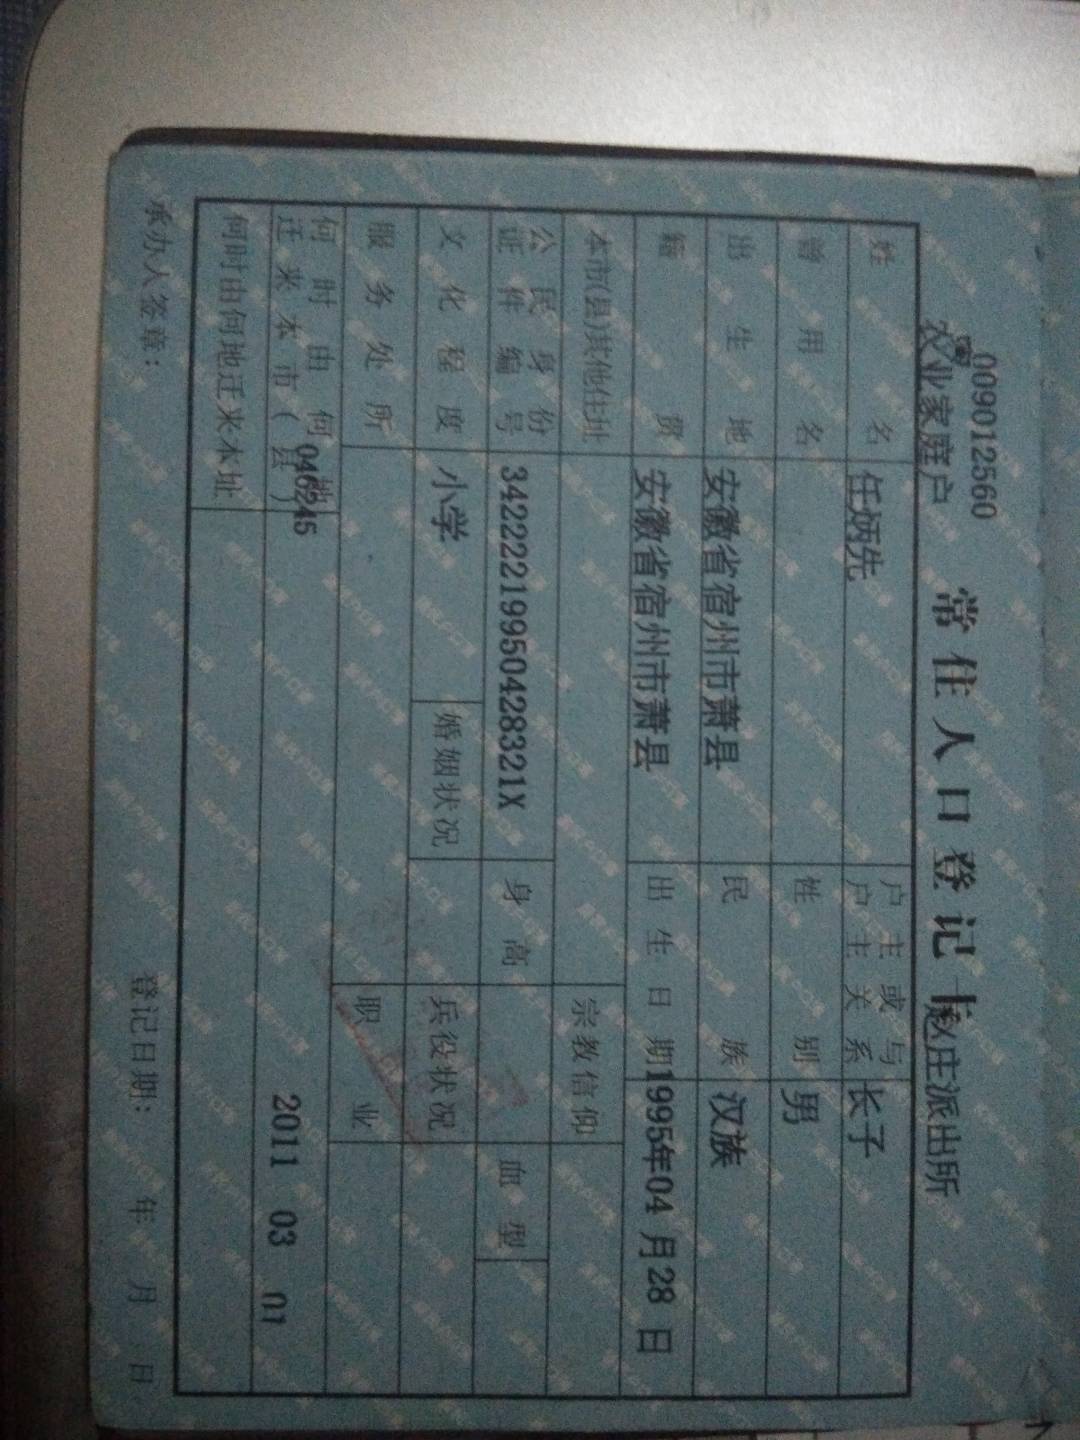 009012560
农业家庭户
常住人口登记卡
赵庄派出所
姓名 任炳先 户主或与户主关系 长子
曾用名 性别 男
出生地 安徽省宿州市萧县 民族 汉族
籍贯 安徽省宿州市萧县 出生日期 1995年04月28日
本市(县)其他住址 宗教信仰
公民身份证件编号 34222219950428321X 身高 血型
文化程度 小学 婚姻状况 兵役状况
服务处所 职业
何时由何地迁来本市(县) 046245 2011 03 01
何时由何地迁来本址
承办人签章: 登记日期: 年 月 日